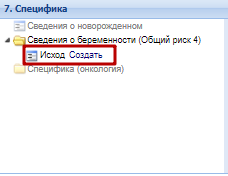 7. Специфика
Сведения о новорожденном
Сведения о беременности (Общий риск 4)
Исход Создать
Специфика (онкология)